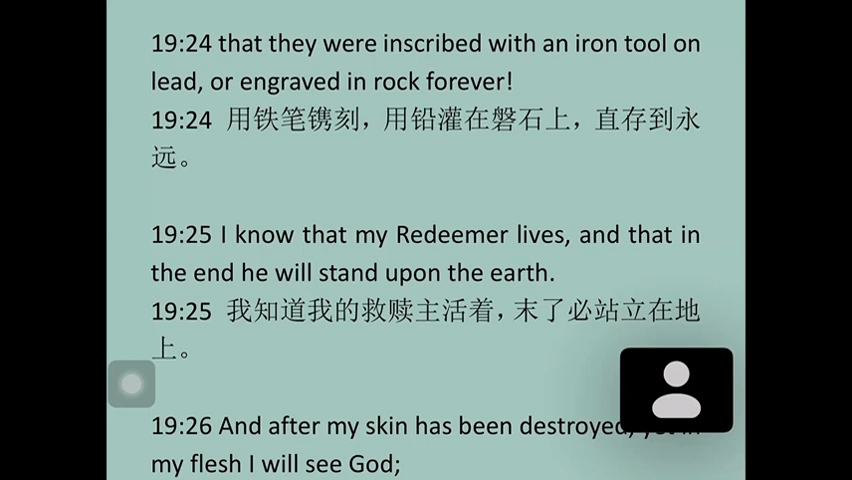 19:24 that they were inscribed with an iron tool on
lead, or engraved in rock forever!
19:24 用铁笔镌刻，用铅灌在磐石上，直存到永
远。
19:25 I know that my Redeemer lives, and that in
the end he will stand upon the earth.
19:25 我知道我的救赎主活着，末了必站立在地
上。
19:26 And after my skin has been destroyed, yet in
my flesh I will see God;